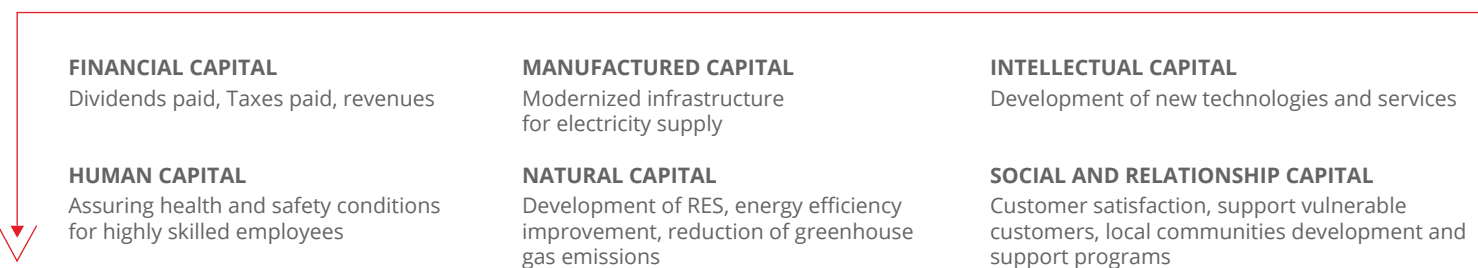 FINANCIAL CAPITAL
Dividends paid, Taxes paid, revenues
MANUFACTURED CAPITAL
Modernized infrastructure
for electricity supply
INTELLECTUAL CAPITAL
Development of new technologies and services
HUMAN CAPITAL
Assuring health and safety conditions
for highly skilled employees
NATURAL CAPITAL
Development of RES, energy efficiency
improvement, reduction of greenhouse
gas emissions
SOCIAL AND RELATIONSHIP CAPITAL
Customer satisfaction, support vulnerable
customers, local communities development and
support programs